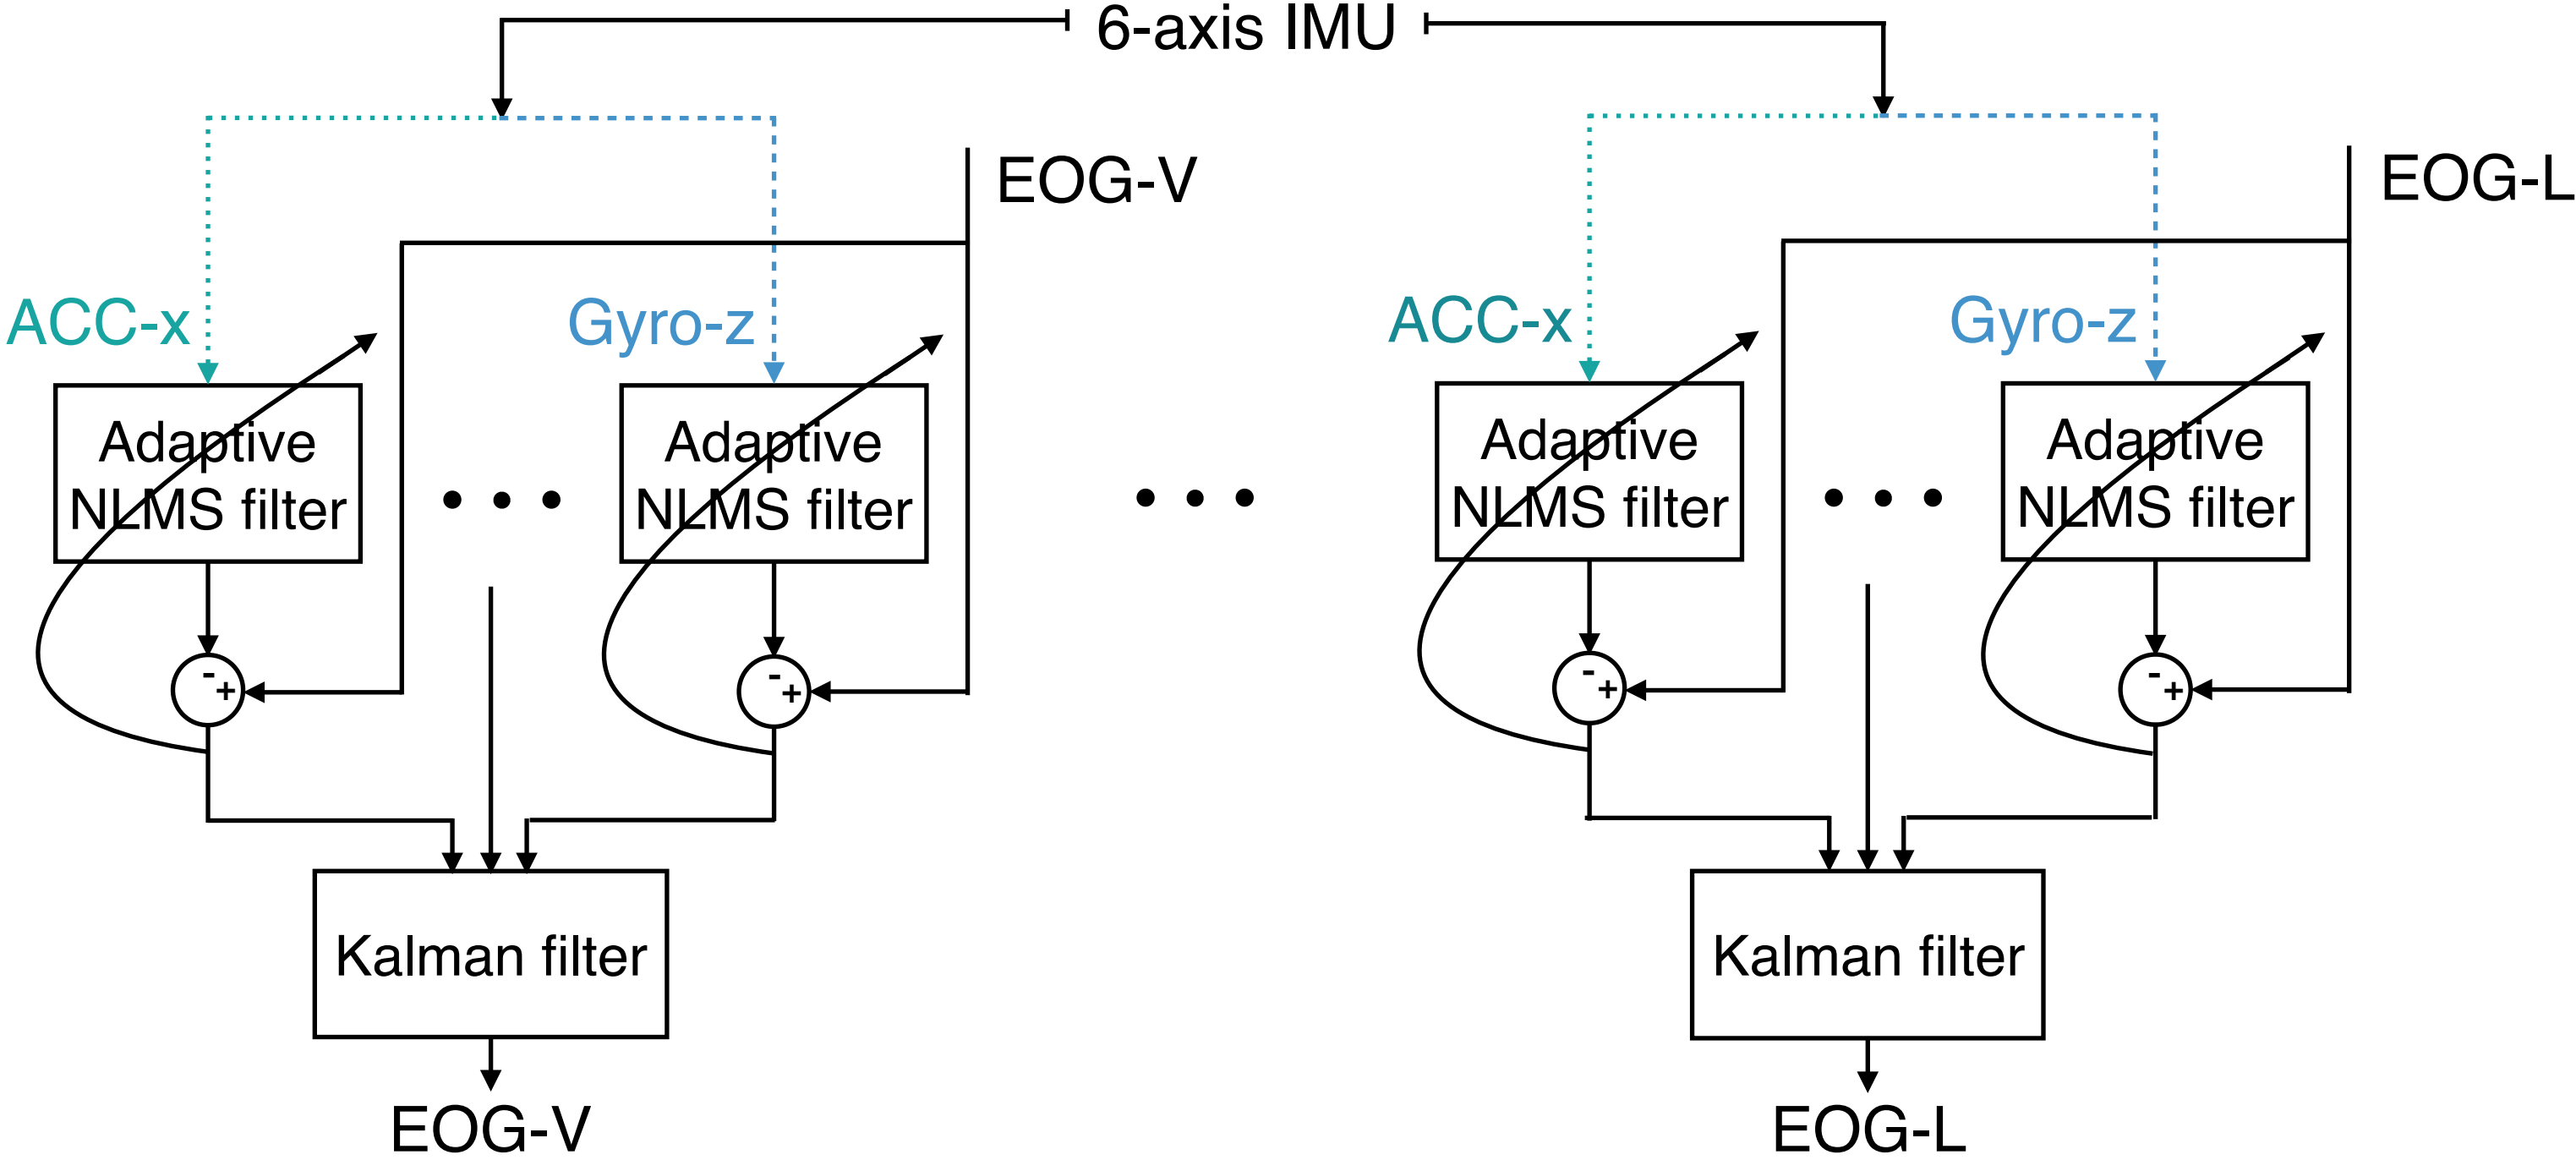 6-axis IMU
EOG-V
EOG-L
ACC-x
Gyro-z
ACC-x
Gyro-z
Adaptive
NLMS filter
Adaptive
NLMS filter
Adaptive
NLMS filter
Adaptive
NLMS filter
-
+
-
+
-
+
-
+
Kalman filter
Kalman filter
EOG-V
EOG-L